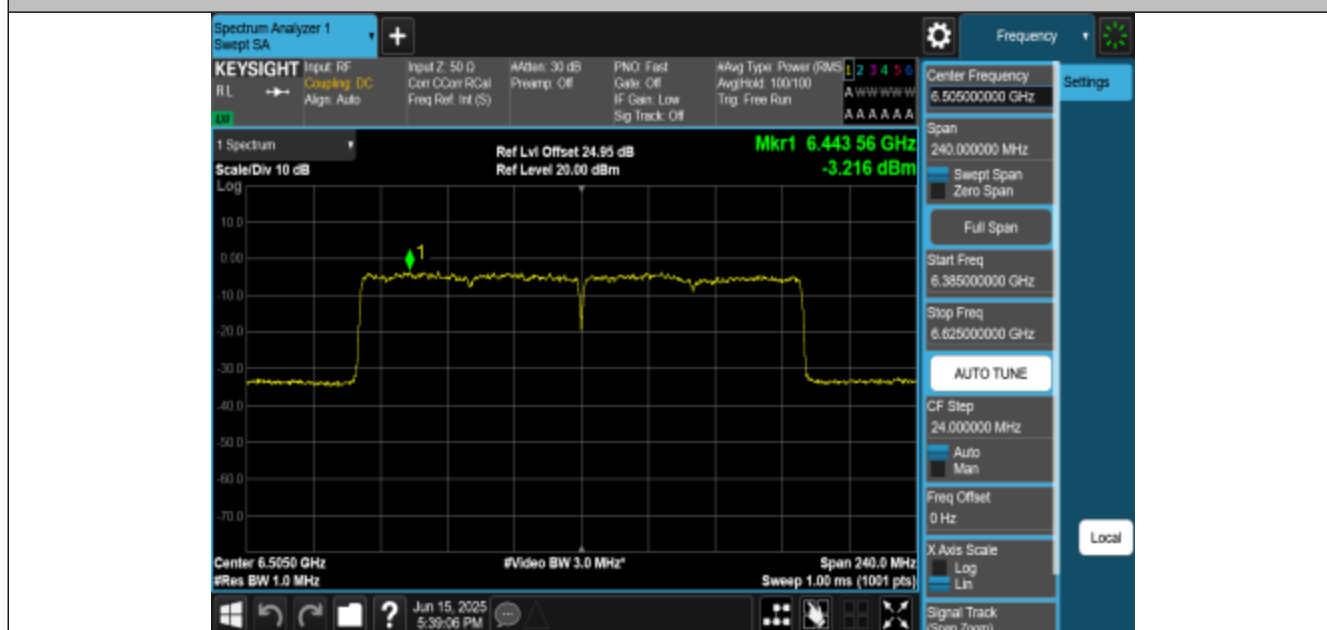 Spectrum Analyzer 1
Swept SA
+
Frequency
KEYSIGHT
RL
LXI
Input: RF
Coupling: DC
Align: Auto
Input Z: 50 Ω
Corr CCorr RCal
Freq Ref: Int (S)
#Atten: 30 dB
Preamp: Off
PNO: Fast
Gate: Off
IF Gain: Low
Sig Track: Off
#Avg Type: Power (RMS
Avg|Hold: 100/100
Trig: Free Run
1 2 3 4 5 6
A W W W W W
A A A A A A
1 Spectrum
Scale/Div 10 dB
Ref Lvl Offset 24.95 dB
Ref Level 20.00 dBm
Mkr1 6.443 56 GHz
-3.216 dBm
Log
10.0
0.00
-10.0
-20.0
-30.0
-40.0
-50.0
-60.0
-70.0
1
Center 6.5050 GHz
#Res BW 1.0 MHz
#Video BW 3.0 MHz*
Span 240.0 MHz
Sweep 1.00 ms (1001 pts)
Center Frequency
6.505000000 GHz
Settings
Span
240.000000 MHz
Swept Span
Zero Span
Full Span
Start Freq
6.385000000 GHz
Stop Freq
6.625000000 GHz
AUTO TUNE
CF Step
24.000000 MHz
Auto
Man
Freq Offset
0 Hz
X Axis Scale
Log
Lin
Local
Signal Track
(Span Zoom)
?
Jun 15, 2025
5:39:06 PM